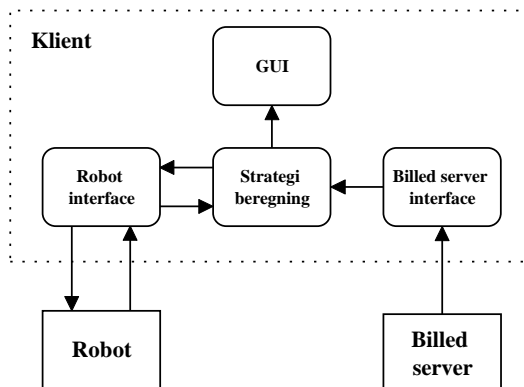 Klient
GUI
Robot
interface
Strategi
beregning
Billed server
interface
Robot
Billed
server